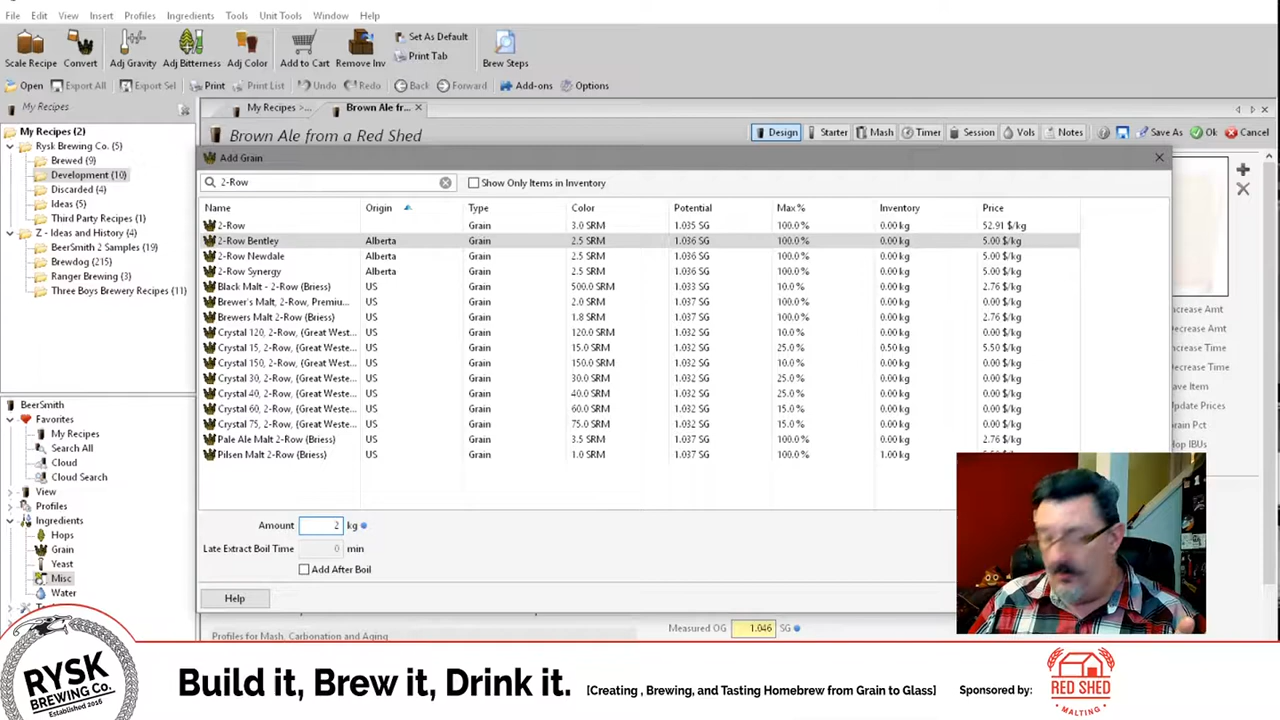 File Edit View Insert Profiles Ingredients Tools Unit Tools Window Help
Scale Recipe Convert Adj Gravity Adj Bitterness Adj Color Add to Cart Remove Inv Set As Default Print Tab Brew Steps
Open Export All Export Sel Print Print List Undo Redo Back Forward Add-ons Options
My Recipes
My Recipes >... Brown Ale fr...
My Recipes (2)
Rysk Brewing Co. (5)
Brewed (9)
Development (10)
Discarded (4)
Ideas (5)
Third Party Recipes (1)
Z - Ideas and History (4)
BeerSmith 2 Samples (19)
Brewdog (215)
Ranger Brewing (3)
Three Boys Brewery Recipes (11)
BeerSmith
Favorites
My Recipes
Search All
Cloud
Cloud Search
View
Profiles
Ingredients
Hops
Grain
Yeast
Misc
Water
Brown Ale from a Red Shed Design Starter Mash Timer Session Vols Notes Save As Ok Cancel
Add Grain
2-Row Show Only Items in Inventory
Name Origin Type Color Potential Max% Inventory Price
2-Row Grain 3.0 SRM 1.035 SG 100.0 % 0.00 kg 52.91 $/kg
2-Row Bentley Alberta Grain 2.5 SRM 1.036 SG 100.0 % 0.00 kg 5.00 $/kg
2-Row Newdale Alberta Grain 2.5 SRM 1.036 SG 100.0 % 0.00 kg 5.00 $/kg
2-Row Synergy Alberta Grain 2.5 SRM 1.036 SG 100.0 % 0.00 kg 5.00 $/kg
Black Malt - 2-Row (Briess) US Grain 500.0 SRM 1.033 SG 100.0 % 0.00 kg 2.76 $/kg
Brewer's Malt, 2-Row, Premiu... US Grain 2.0 SRM 1.037 SG 100.0 % 0.00 kg 0.00 $/kg
Brewers Malt 2-Row (Briess) US Grain 1.8 SRM 1.037 SG 100.0 % 0.00 kg 2.76 $/kg
Crystal 120, 2-Row, (Great West... US Grain 120.0 SRM 1.032 SG 10.0 % 0.00 kg 0.00 $/kg
Crystal 15, 2-Row, (Great West... US Grain 15.0 SRM 1.032 SG 25.0 % 0.50 kg 5.50 $/kg
Crystal 150, 2-Row, (Great West... US Grain 150.0 SRM 1.032 SG 10.0 % 0.00 kg 0.00 $/kg
Crystal 30, 2-Row, (Great Weste... US Grain 30.0 SRM 1.032 SG 25.0 % 0.00 kg 0.00 $/kg
Crystal 40, 2-Row, (Great Weste... US Grain 40.0 SRM 1.032 SG 25.0 % 0.00 kg 0.00 $/kg
Crystal 60, 2-Row, (Great Weste... US Grain 60.0 SRM 1.032 SG 15.0 % 0.00 kg 0.00 $/kg
Crystal 75, 2-Row, (Great Weste... US Grain 75.0 SRM 1.032 SG 15.0 % 0.00 kg 0.00 $/kg
Pale Ale Malt 2-Row (Briess) US Grain 3.5 SRM 1.037 SG 100.0 % 0.00 kg 2.76 $/kg
Pilsen Malt 2-Row (Briess) US Grain 1.0 SRM 1.037 SG 100.0 % 1.00 kg
Amount 2 kg
Late Extract Boil Time 0 min
Add After Boil
Help
crease Amt
ecrease Amt
crease Time
ecrease Time
ave Item
pdate Prices
rain Pct
op IBUs
Profiles for Mash, Carbonation and Aging
Measured OG 1.046 SG
RYSK
BREWING Co.
Established 2016
Build it, Brew it, Drink it. [Creating , Brewing, and Tasting Homebrew from Grain to Glass] Sponsored by:
RED SHED
MALTING